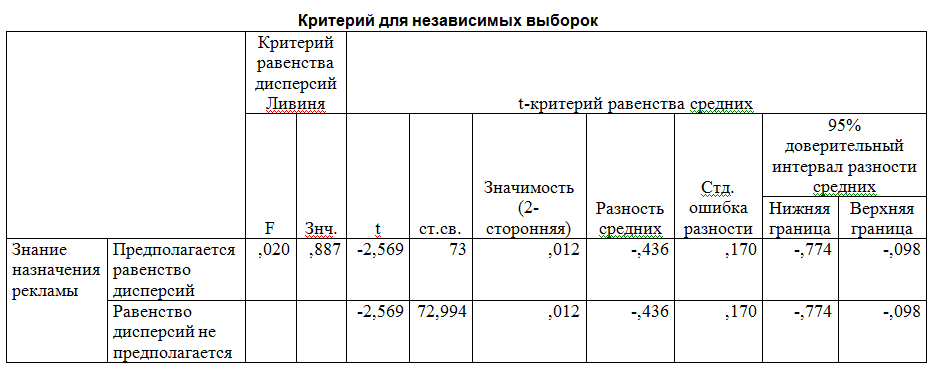 Критерий для независимых выборок
Критерий
равенства
дисперсий
Ливиня
t-критерий равенства средних
F
Знч.
t
ст.св.
Значимость
(2-
сторонняя)
Разность
средних
Стд.
ошибка
разности
95%
доверительный
интервал разности
средних
Нижняя
граница
Верхняя
граница
Знание
назначения
рекламы
Предполагается
равенство
дисперсий
,020 ,887 -2,569 73 ,012 -,436 ,170 -,774 -,098
Равенство
дисперсий не
предполагается
-2,569 72,994 ,012 -,436 ,170 -,774 -,098